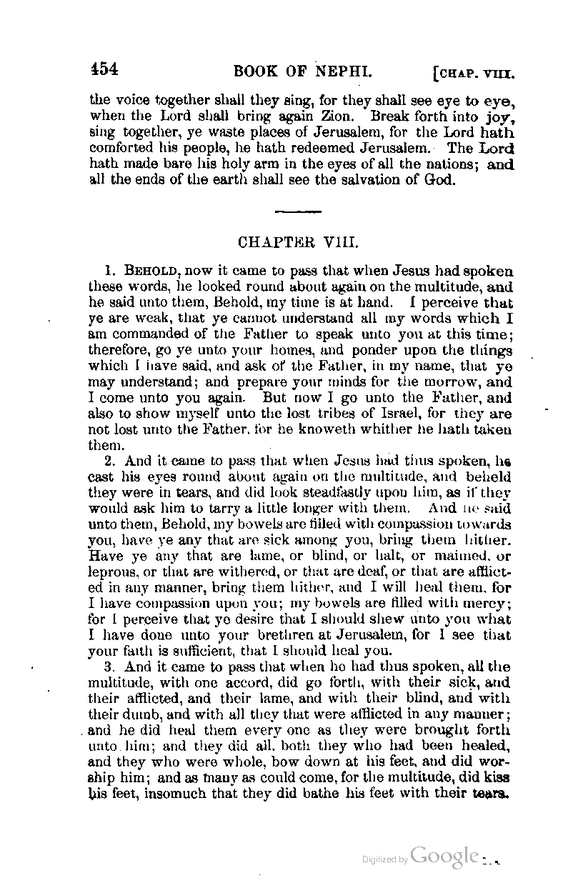 454 BOOK OF NEPHI. [CHAP. VIII.
the voice together shall they sing, for they shall see eye to eye,
when the Lord shall bring again Zion. Break forth into joy,
sing together, ye waste places of Jerusalem, for the Lord hath
comforted his people, he hath redeemed Jerusalem. The Lord
hath made bare his holy arm in the eyes of all the nations; and
all the ends of the earth shall see the salvation of God.
CHAPTER VIII.
1. BEHOLD, now it came to pass that when Jesus had spoken
these words, he looked round about again on the multitude, and
he said unto them, Behold, my time is at hand. I perceive that
ye are weak, that ye cannot understand all my words which I
am commanded of the Father to speak unto you at this time;
therefore, go ye unto your homes, and ponder upon the things
which I have said, and ask of the Father, in my name, that ye
may understand; and prepare your minds for the morrow, and
I come unto you again. But now I go unto the Father, and
also to show myself unto the lost tribes of Israel, for they are
not lost unto the Father, for he knoweth whither he hath taken
them.
2. And it came to pass that when Jesus had thus spoken, he
cast his eyes round about again on the multitude, and beheld
they were in tears, and did look steadfastly upon him, as if they
would ask him to tarry a little longer with them. And he said
unto them, Behold, my bowels are filled with compassion towards
you, have ye any that are sick among you, bring them hither.
Have ye any that are lame, or blind, or halt, or maimed, or
leprous, or that are withered, or that are deaf, or that are afflict-
ed in any manner, bring them hither, and I will heal them, for
I have compassion upon you; my bowels are filled with mercy;
for I perceive that ye desire that I should shew unto you what
I have done unto your brethren at Jerusalem, for I see that
your faith is sufficient, that I should heal you.
3. And it came to pass that when he had thus spoken, all the
multitude, with one accord, did go forth, with their sick, and
their afflicted, and their lame, and with their blind, and with
their dumb, and with all they that were afflicted in any manner;
and he did heal them every one as they were brought forth
unto him; and they did all, both they who had been healed,
and they who were whole, bow down at his feet, and did wor-
ship him; and as many as could come, for the multitude, did kiss
his feet, insomuch that they did bathe his feet with their tears.
Digitized by Google